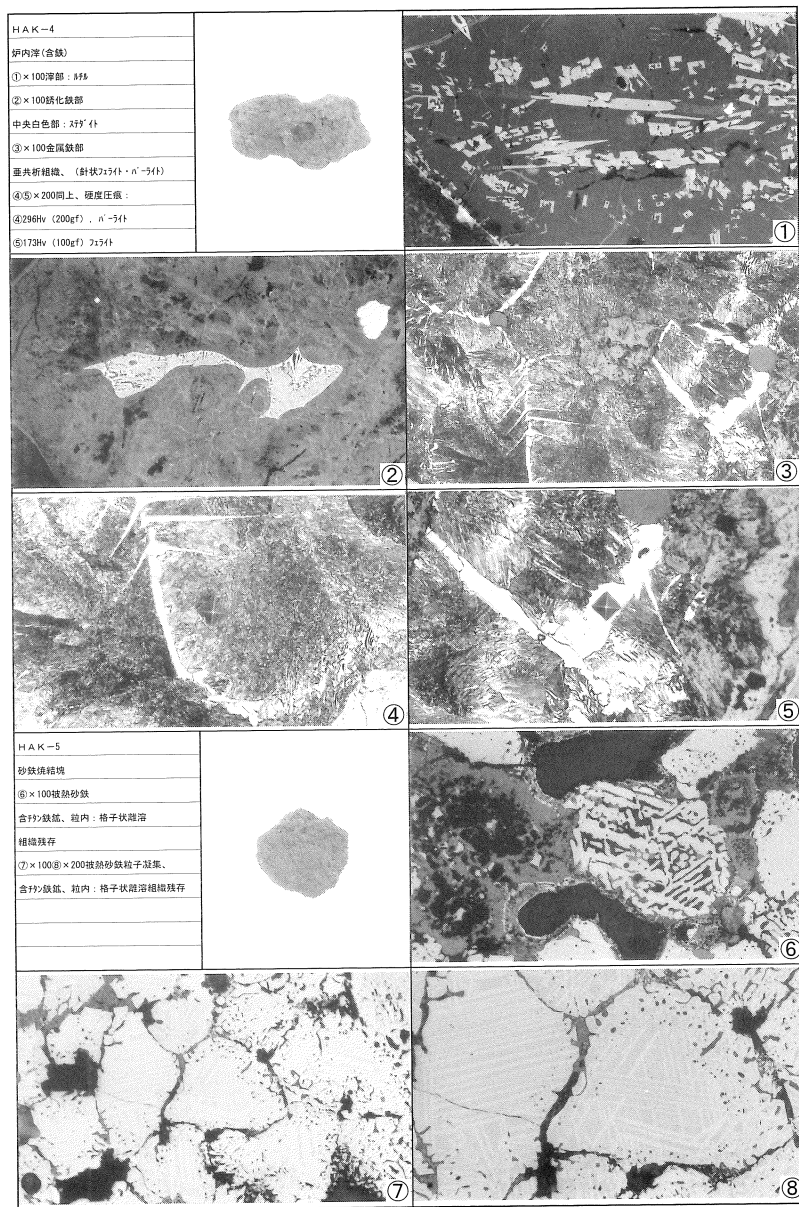 HAK-4
炉内滓(含鉄)
①×100滓部：ﾙﾁﾙ
②×100銹化鉄部
中央白色部：ｽﾃﾀﾞｲﾄ
③×100金属鉄部
亜共析組織、(針状ﾌｪﾗｲﾄ・ﾊﾟｰﾗｲﾄ)
④⑤×200同上、硬度圧痕：
④296Hv (200gf) 、ﾊﾟｰﾗｲﾄ
⑤173Hv (100gf) ﾌｪﾗｲﾄ
①
②
③
④
⑤
HAK-5
砂鉄焼結塊
⑥×100被熱砂鉄
含ﾁﾀﾝ鉄鉱、粒内：格子状離溶
組織残存
⑦×100⑧×200被熱砂鉄粒子凝集、
含ﾁﾀﾝ鉄鉱、粒内：格子状離溶組織残存
⑥
⑦
⑧